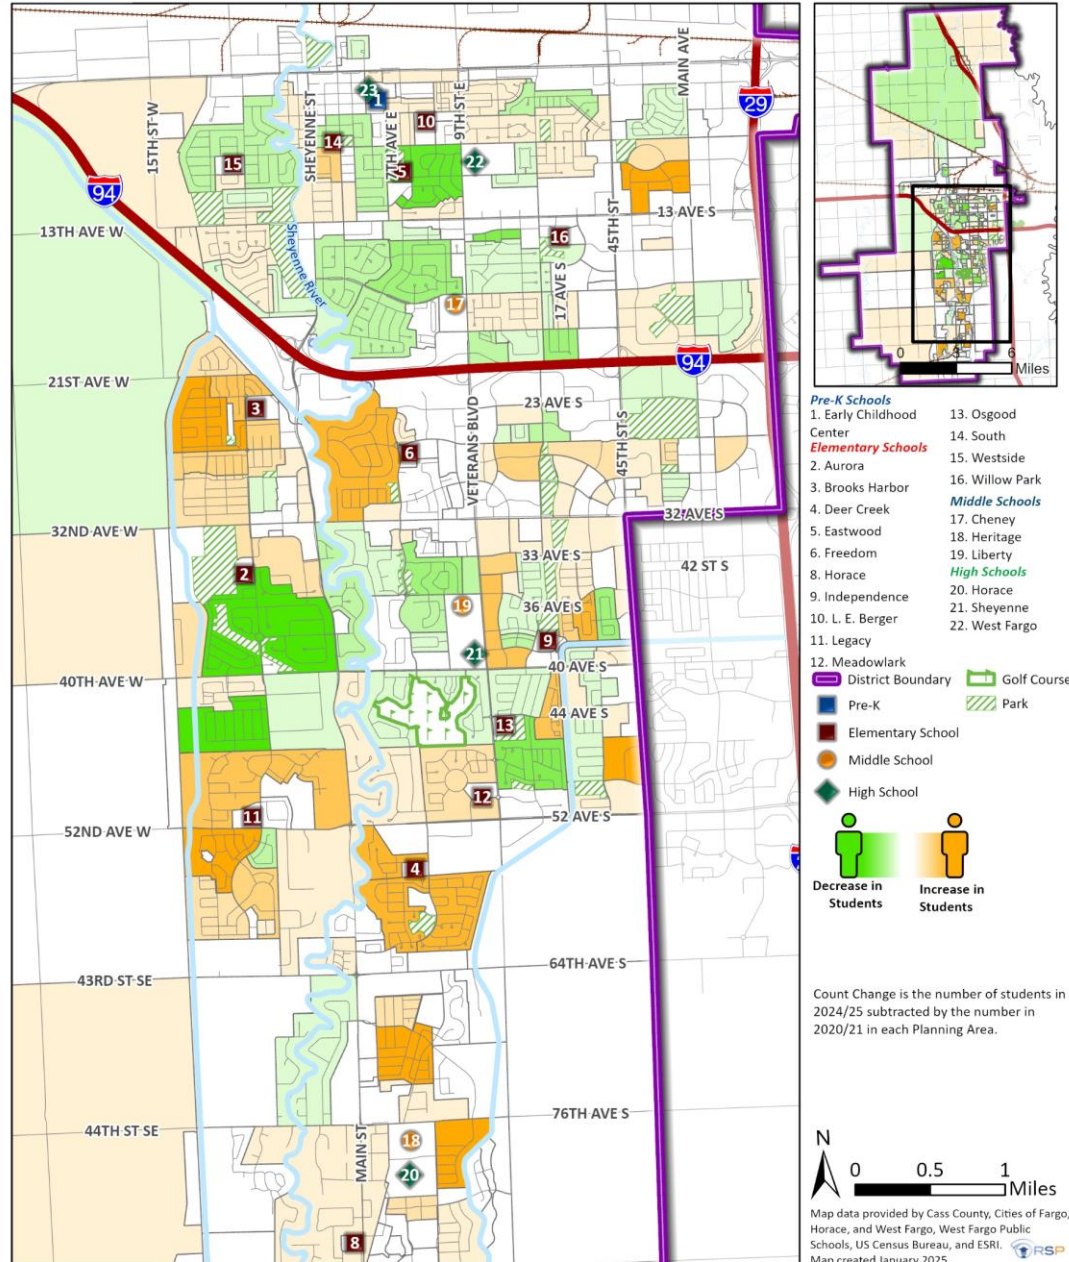 MAIN AVE
29
15TH ST W
SHEYENNE ST
7TH AVE E
9TH ST E
23
1
10
14
15
5
22
94
13 AVE S
45TH ST
13TH AVE W
Sheyenne River
16
17 AVE S
17
94
21ST AVE W
23 AVE S
3
6
VETERANS BLVD
45TH ST S
32 AVE S
32ND AVE W
33 AVE S
42 ST S
2
19
36 AVE S
9
21
40 AVE S
40TH AVE W
44 AVE S
13
12
11
52 AVE S
52ND AVE W
4
64TH AVE S
43RD ST SE
76TH AVE S
44TH ST SE
18
MAIN ST
20
8
0 3 6
Miles
Pre-K Schools
1. Early Childhood
Center
Elementary Schools
2. Aurora
3. Brooks Harbor
4. Deer Creek
5. Eastwood
6. Freedom
8. Horace
9. Independence
10. L. E. Berger
11. Legacy
12. Meadowlark
13. Osgood
14. South
15. Westside
16. Willow Park
Middle Schools
17. Cheney
18. Heritage
19. Liberty
High Schools
20. Horace
21. Sheyenne
22. West Fargo
District Boundary
Golf Course
Pre-K
Park
Elementary School
Middle School
High School
Decrease in
Students
Increase in
Students
Count Change is the number of students in
2024/25 subtracted by the number in
2020/21 in each Planning Area.
N
0 0.5 1
Miles
Map data provided by Cass County, Cities of Fargo,
Horace, and West Fargo, West Fargo Public
Schools, US Census Bureau, and ESRI.
RSP
Map created January 2025